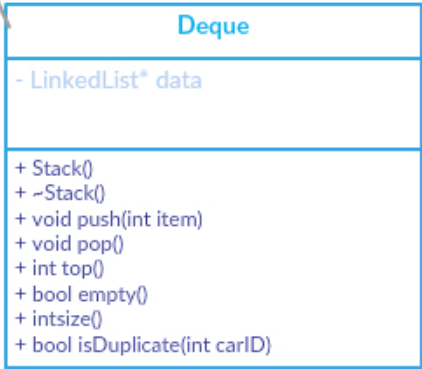 Deque
- LinkedList* data
+ Stack()
+ ~Stack()
+ void push(int item)
+ void pop()
+ int top()
+ bool empty()
+ intsize()
+ bool isDuplicate(int carID)